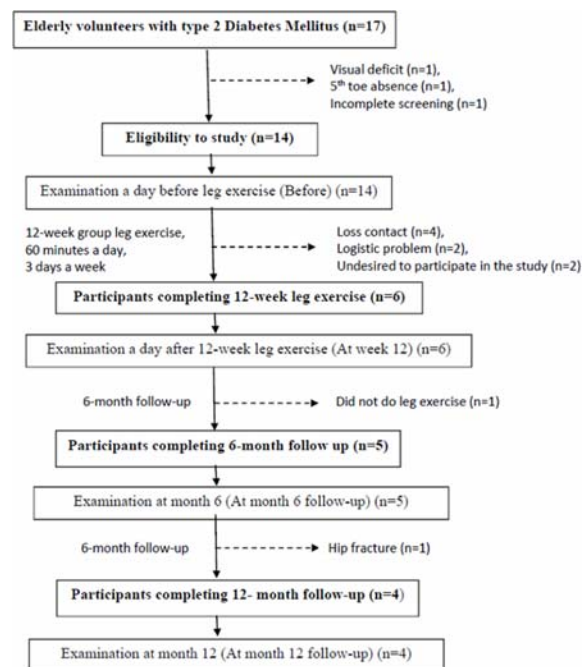 Elderly volunteers with type 2 Diabetes Mellitus (n=17)
Visual deficit (n=1),
5th toe absence (n=1),
Incomplete screening (n=1)
Eligibility to study (n=14)
Examination a day before leg exercise (Before) (n=14)
12-week group leg exercise,
60 minutes a day,
3 days a week
Loss contact (n=4),
Logistic problem (n=2),
Undesired to participate in the study (n=2)
Participants completing 12-week leg exercise (n=6)
Examination a day after 12-week leg exercise (At week 12) (n=6)
6-month follow-up
Did not do leg exercise (n=1)
Participants completing 6-month follow up (n=5)
Examination at month 6 (At month 6 follow-up) (n=5)
6-month follow-up
Hip fracture (n=1)
Participants completing 12- month follow-up (n=4)
Examination at month 12 (At month 12 follow-up) (n=4)